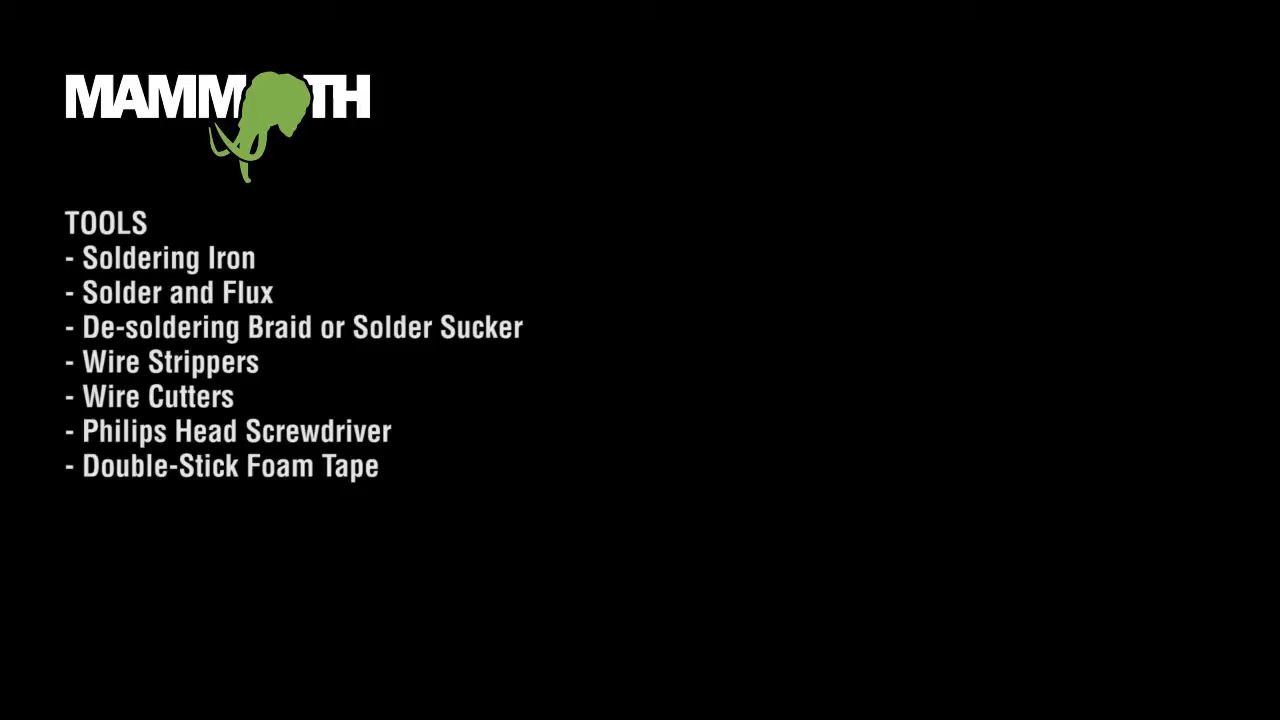 MAMMOTH
TOOLS
- Soldering Iron
- Solder and Flux
- De-soldering Braid or Solder Sucker
- Wire Strippers
- Wire Cutters
- Philips Head Screwdriver
- Double-Stick Foam Tape